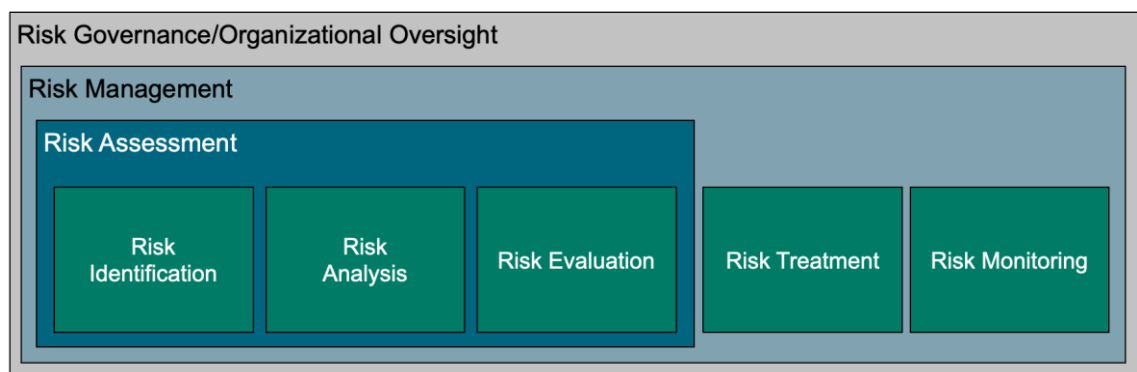 Risk Governance/Organizational Oversight
Risk Management
Risk Assessment
Risk
Identification
Risk
Analysis
Risk Evaluation
Risk Treatment
Risk Monitoring